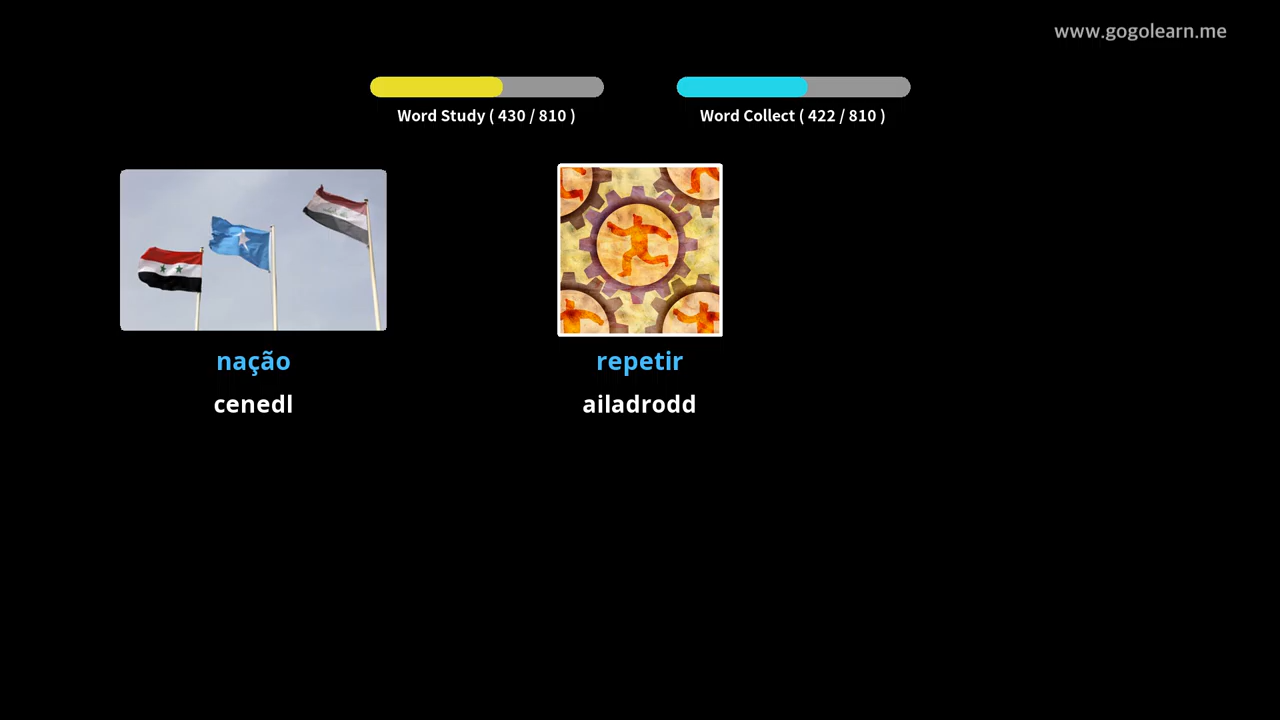 www.gogolearn.me
Word Study ( 430 / 810 )
Word Collect ( 422 / 810 )
nação
cenedl
repetir
ailadrodd